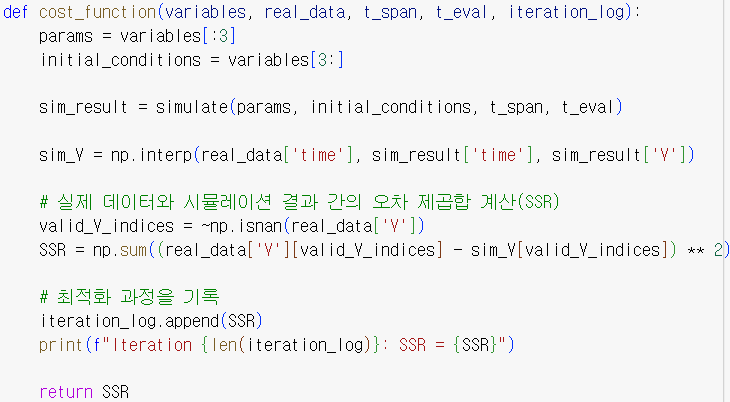 def cost_function(variables, real_data, t_span, t_eval, iteration_log):
    params = variables[:3]
    initial_conditions = variables[3:]

    sim_result = simulate(params, initial_conditions, t_span, t_eval)

    sim_V = np.interp(real_data['time'], sim_result['time'], sim_result['V'])

    # 실제 데이터와 시뮬레이션 결과 간의 오차 제곱합 계산(SSR)
    valid_V_indices = ~np.isnan(real_data['V'])
    SSR = np.sum((real_data['V'][valid_V_indices] - sim_V[valid_V_indices]) ** 2)

    # 최적화 과정을 기록
    iteration_log.append(SSR)
    print(f"Iteration {len(iteration_log)}: SSR = {SSR}")

    return SSR